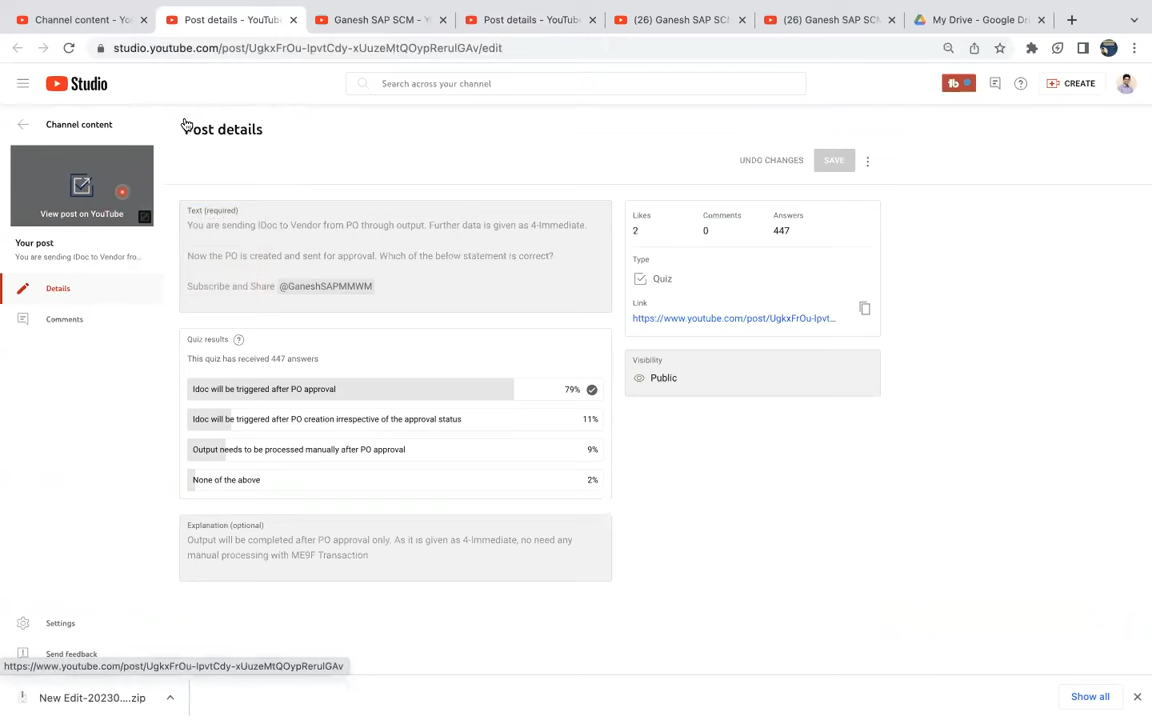 Channel content - Yo
Post details - YouTube
Ganesh SAP SCM - Y
Post details - YouTube
(26) Ganesh SAP SC
(26) Ganesh SAP SCM
My Drive - Google Dri
studio.youtube.com/post/UgkxFrOu-IpvtCdy-xUuzeMtQOypRerulGAv/edit
Studio
Search across your channel
CREATE
Channel content
Post details
UNDO CHANGES
SAVE
View post on YouTube
Your post
You are sending IDoc to Vendor fro...
Details
Comments
Text (required)
You are sending IDoc to Vendor from PO through output. Further data is given as 4-Immediate.
Now the PO is created and sent for approval. Which of the below statement is correct?
Subscribe and Share @GaneshSAPMMWM
Likes
2
Comments
0
Answers
447
Type
Quiz
Link
https://www.youtube.com/post/UgkxFrOu-Ipvt...
Visibility
Public
Quiz results
This quiz has received 447 answers
Idoc will be triggered after PO approval 79%
Idoc will be triggered after PO creation irrespective of the approval status 11%
Output needs to be processed manually after PO approval 9%
None of the above 2%
Explanation (optional)
Output will be completed after PO approval only. As it is given as 4-Immediate, no need any
manual processing with ME9F Transaction
Settings
Send feedback
https://www.youtube.com/post/UgkxFrOu-IpvtCdy-xUuzeMtQOypRerulGAv
New Edit-20230....zip
Show all